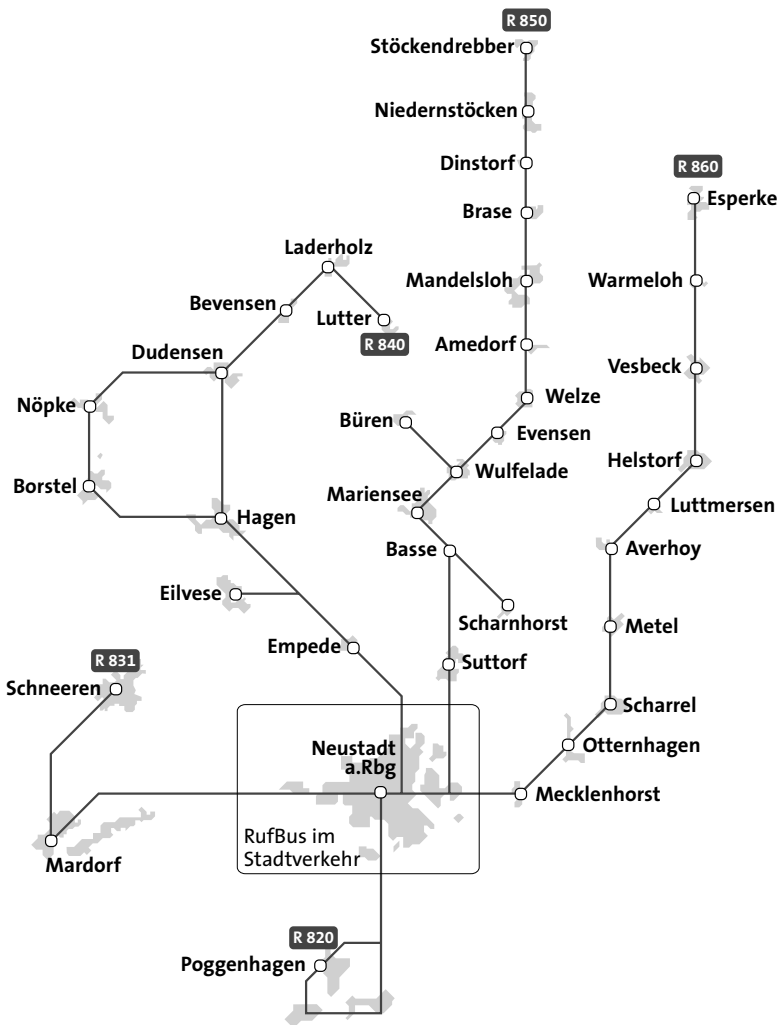 R 850
Stöckendrebber
Niedernstöcken
Dinstorf
R 860
Brase
Esperke
Laderholz
Mandelsloh
Warmeloh
Bevensen
Lutter
R 840
Amedorf
Dudensen
Vesbeck
Nöpke
Welze
Büren
Evensen
Helstorf
Wulfelade
Borstel
Mariensee
Luttmersen
Hagen
Basse
Averhoy
Eilvese
Scharnhorst
Metel
Empede
R 831
Suttorf
Schneeren
Scharrel
Neustadt
a.Rbg
Otternhagen
Mecklenhorst
RufBus im
Stadtverkehr
Mardorf
R 820
Poggenhagen